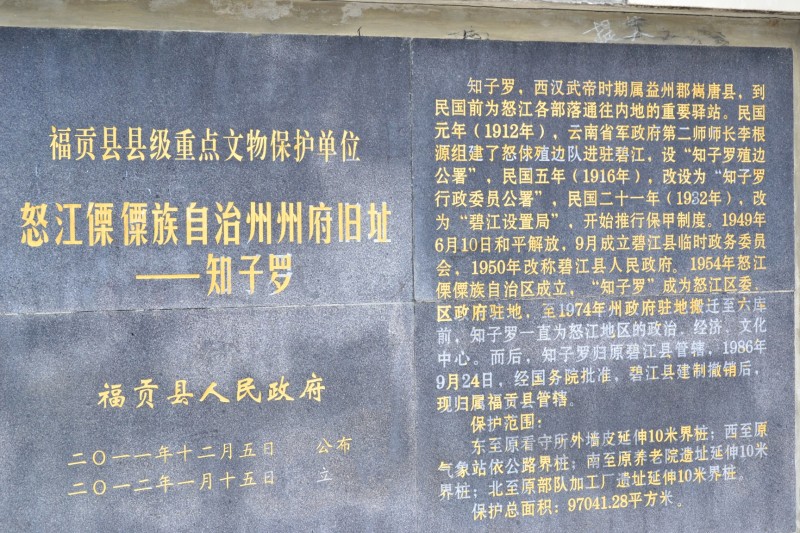 福贡县县级重点文物保护单位
怒江傈僳族自治州州府旧址
——知子罗
福贡县人民政府
二〇一一年十二月五日 公布
二〇一二年一月十五日 立
知子罗，西汉武帝时期属益州郡嶲唐县，到
民国前为怒江各部落通往内地的重要驿站。民国
元年（1912年），云南省军政府第二师师长李根
源组建了怒俅殖边队进驻碧江，设“知子罗殖边
公署”，民国五年（1916年），改设为“知子罗
行政委员公署”，民国二十一年（1932年），改
为“碧江设置局”，开始推行保甲制度。1949年
6月10日和平解放，9月成立碧江县临时政务委员
会，1950年改称碧江县人民政府。1954年怒江
傈僳族自治区成立，“知子罗”成为怒江区委、
区政府驻地，至1974年州政府驻地搬迁至六库
前，知子罗一直为怒江地区的政治、经济、文化
中心。而后，知子罗归原碧江县管辖，1986年
9月24日，经国务院批准，碧江县建制撤销后，
现归属福贡县管辖。
保护范围：
东至原看守所外墙皮延伸10米界桩；西至原
气象站依公路界桩；南至原养老院遗址延伸10米
界桩；北至原部队加工厂遗址延伸10米界桩。
保护总面积：97041.28平方米。